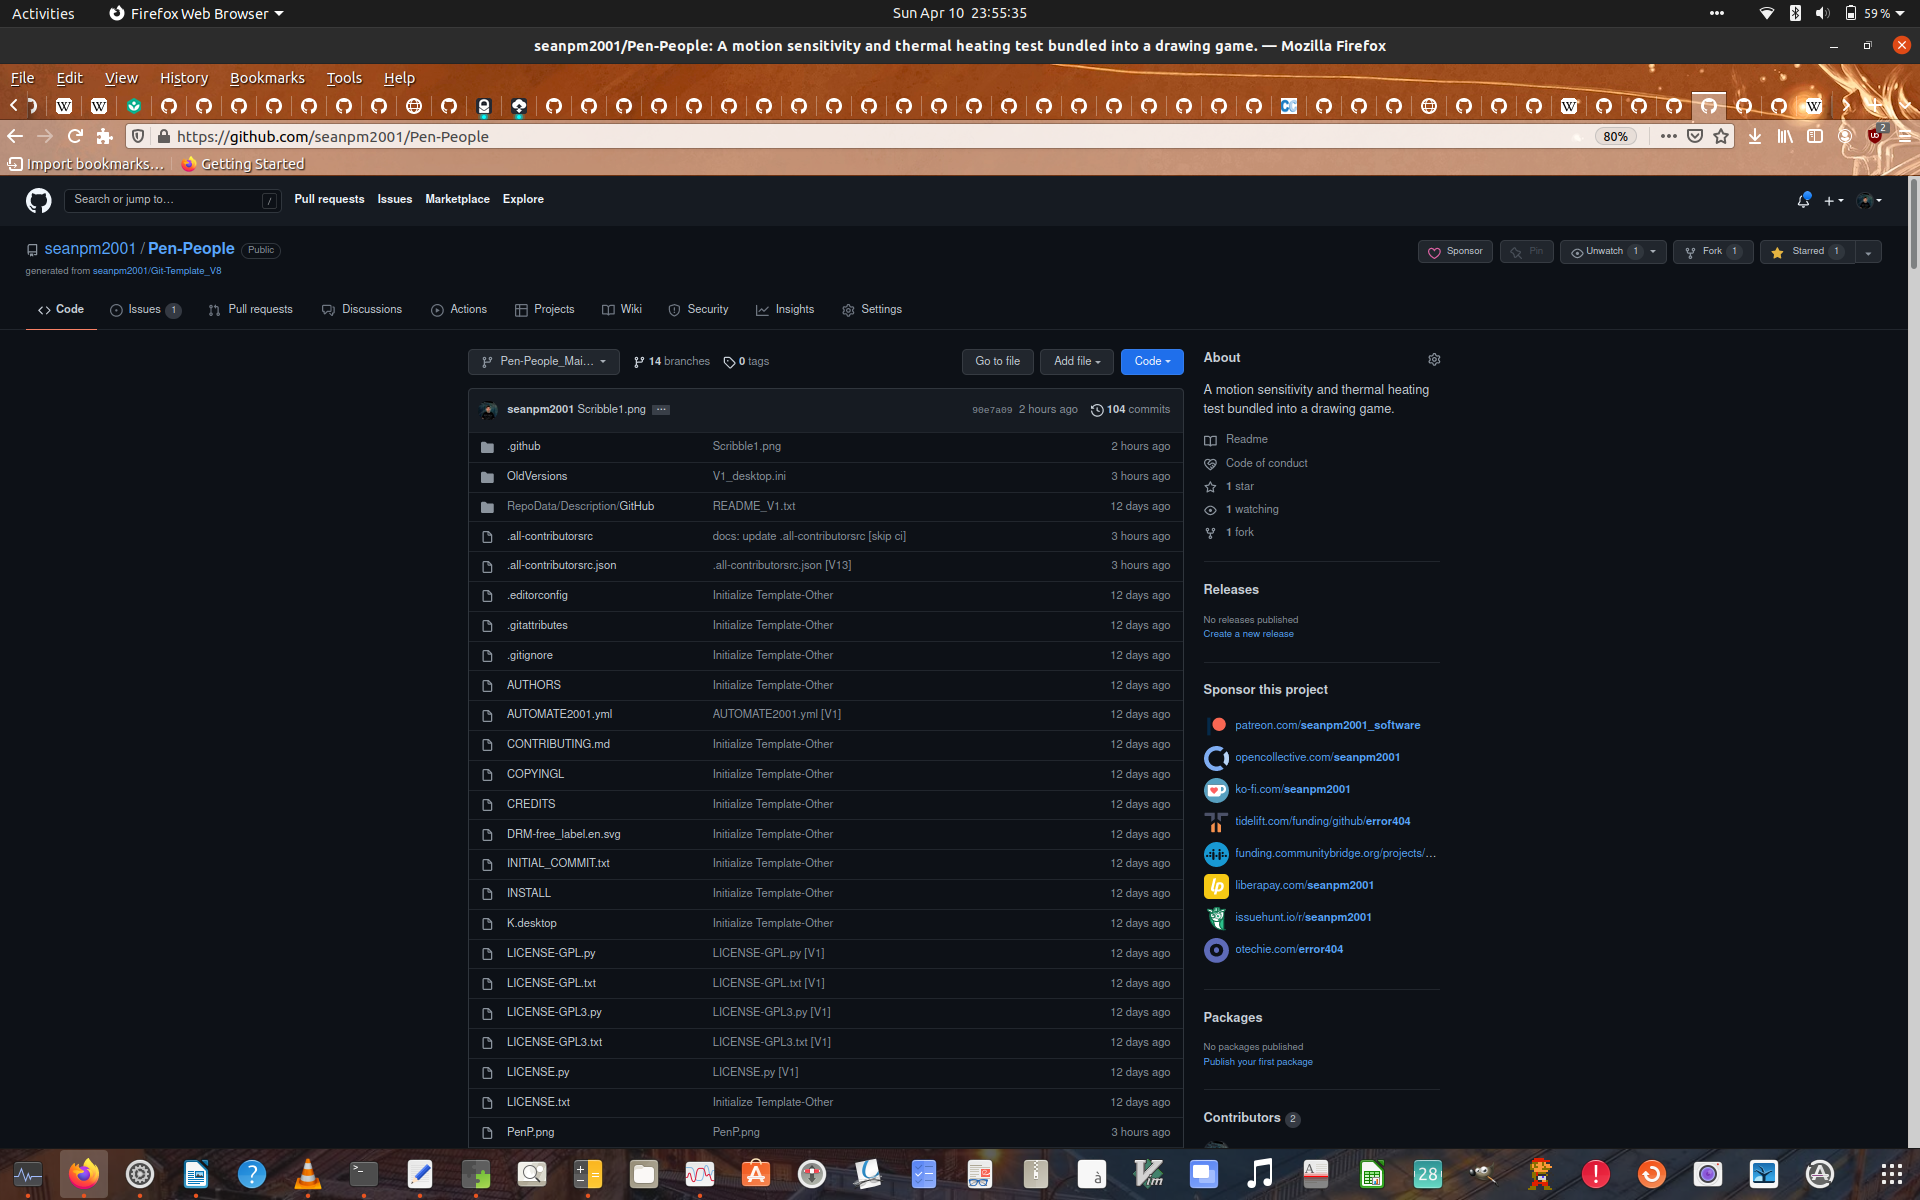 Activities
Firefox Web Browser
Sun Apr 10 23:55:35
59 %
seanpm2001/Pen-People: A motion sensitivity and thermal heating test bundled into a drawing game. — Mozilla Firefox
File Edit View History Bookmarks Tools Help
https://github.com/seanpm2001/Pen-People
80%
2
Import bookmarks…
Getting Started
Search or jump to…
/
Pull requests Issues Marketplace Explore
seanpm2001 / Pen-People Public
generated from seanpm2001/Git-Template_V8
Sponsor
Pin
Unwatch 1
Fork 1
Starred 1
Code
Issues 1
Pull requests
Discussions
Actions
Projects
Wiki
Security
Insights
Settings
Pen-People_Mai...
14 branches
0 tags
Go to file
Add file
Code
seanpm2001 Scribble1.png
90e7a09 2 hours ago
104 commits
.github Scribble1.png 2 hours ago
OldVersions V1_desktop.ini 3 hours ago
RepoData/Description/GitHub README_V1.txt 12 days ago
.all-contributorsrc docs: update .all-contributorsrc [skip ci] 3 hours ago
.all-contributorsrc.json .all-contributorsrc.json [V13] 3 hours ago
.editorconfig Initialize Template-Other 12 days ago
.gitattributes Initialize Template-Other 12 days ago
.gitignore Initialize Template-Other 12 days ago
AUTHORS Initialize Template-Other 12 days ago
AUTOMATE2001.yml AUTOMATE2001.yml [V1] 12 days ago
CONTRIBUTING.md Initialize Template-Other 12 days ago
COPYINGL Initialize Template-Other 12 days ago
CREDITS Initialize Template-Other 12 days ago
DRM-free_label.en.svg Initialize Template-Other 12 days ago
INITIAL_COMMIT.txt Initialize Template-Other 12 days ago
INSTALL Initialize Template-Other 12 days ago
K.desktop Initialize Template-Other 12 days ago
LICENSE-GPL.py LICENSE-GPL.py [V1] 12 days ago
LICENSE-GPL.txt LICENSE-GPL.txt [V1] 12 days ago
LICENSE-GPL3.py LICENSE-GPL3.py [V1] 12 days ago
LICENSE-GPL3.txt LICENSE-GPL3.txt [V1] 12 days ago
LICENSE.py LICENSE.py [V1] 12 days ago
LICENSE.txt Initialize Template-Other 12 days ago
PenP.png PenP.png 3 hours ago
About
A motion sensitivity and thermal heating
test bundled into a drawing game.
Readme
Code of conduct
1 star
1 watching
1 fork
Releases
No releases published
Create a new release
Sponsor this project
patreon.com/seanpm2001_software
opencollective.com/seanpm2001
ko-fi.com/seanpm2001
tidelift.com/funding/github/error404
funding.communitybridge.org/projects/...
liberapay.com/seanpm2001
issuehunt.io/r/seanpm2001
otechie.com/error404
Packages
No packages published
Publish your first package
Contributors 2
28